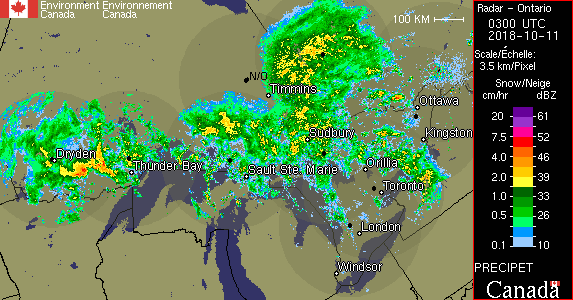 Environment Environnement
Canada Canada
100 KM
N/O
Timmins
Ottawa
Sudbury
Kingston
Dryden
Thunder Bay
Sault Ste. Marie
Orillia
Toronto
London
Windsor
Radar - Ontario
0300 UTC
2018-10-11
Scale/Échelle:
3.5 km/Pixel
Snow/Neige
cm/hr dBZ
20 61
7.5 52
4.0 46
2.0 39
1.0 33
0.5 26
0.1 10
PRECIPET
Canada